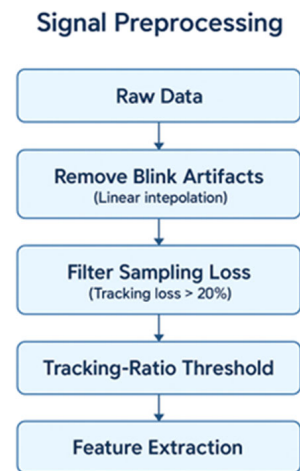 Signal Preprocessing
Raw Data
Remove Blink Artifacts
(Linear intepolation)
Filter Sampling Loss
(Tracking loss > 20%)
Tracking-Ratio Threshold
Feature Extraction